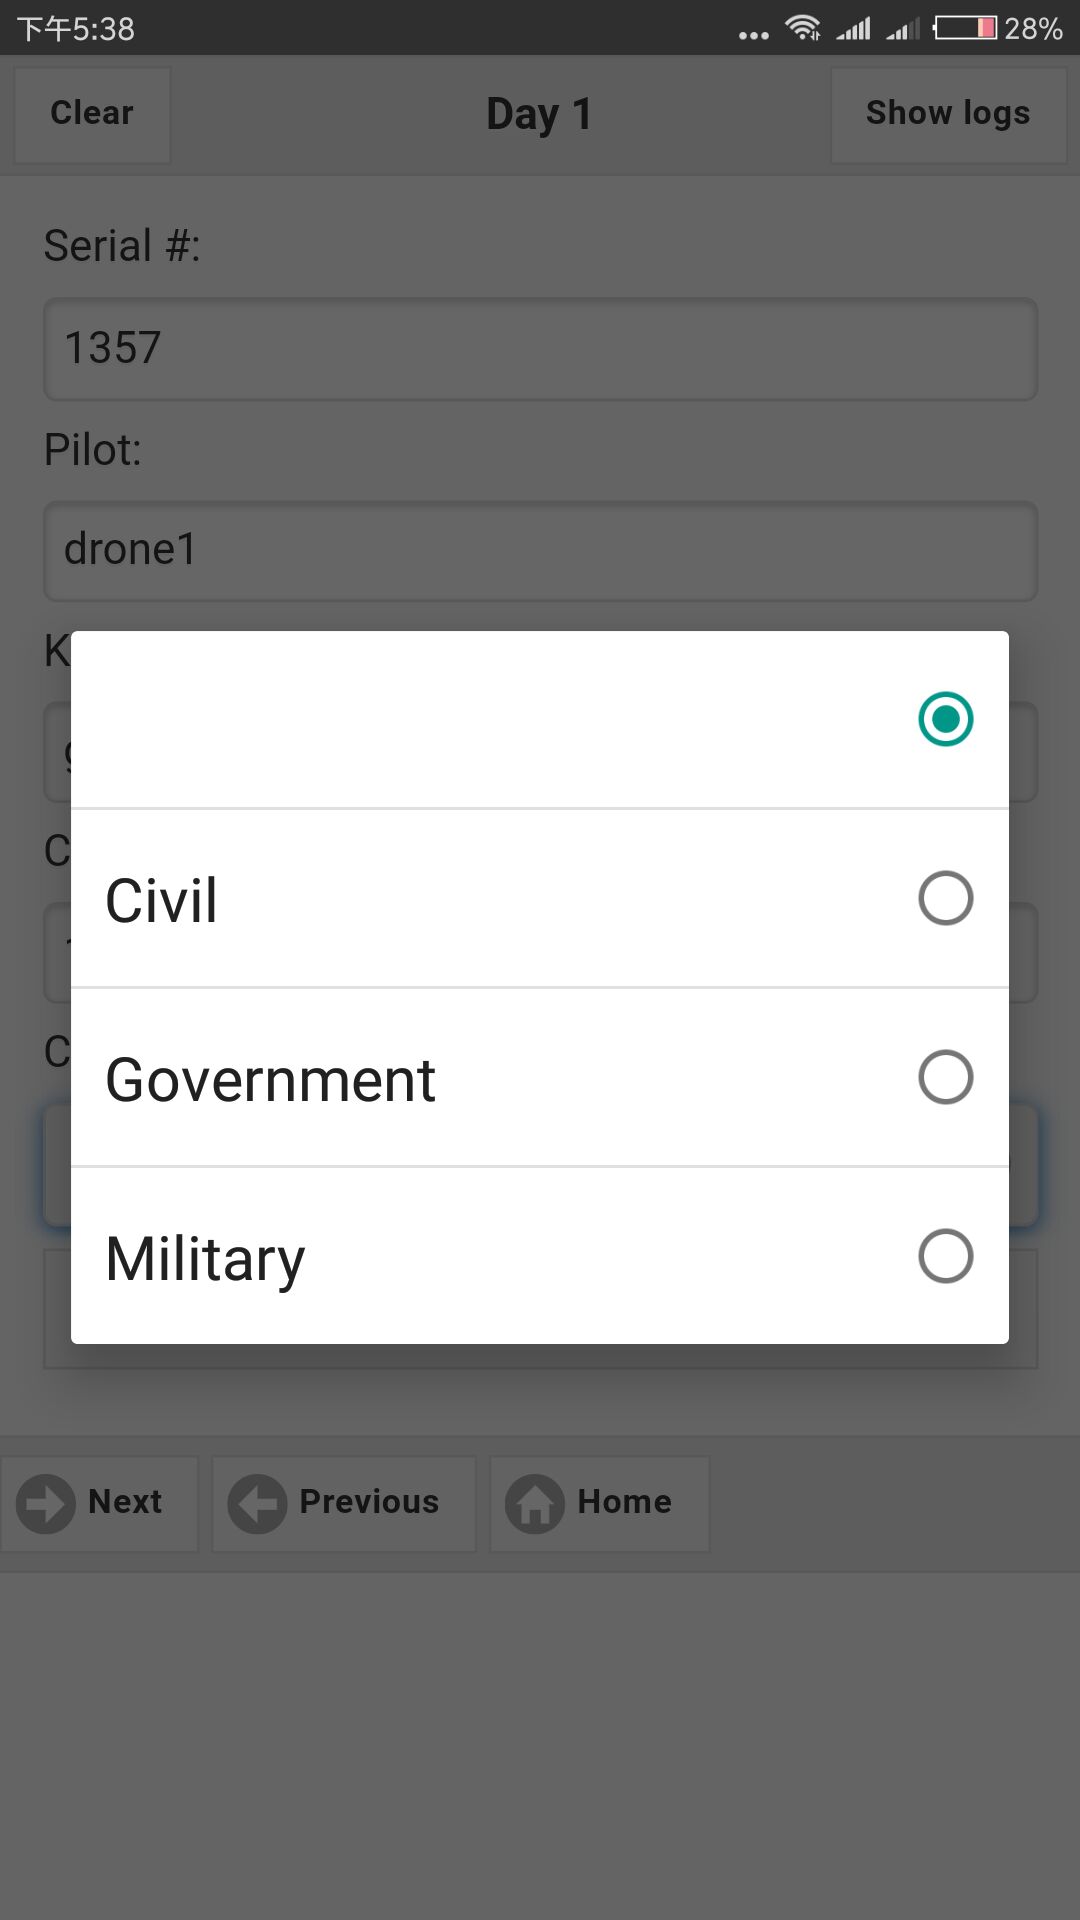 下午5:38
28%
Clear
Day 1
Show logs
Serial #:
1357
Pilot:
drone1
Civil
Government
Military
Next
Previous
Home